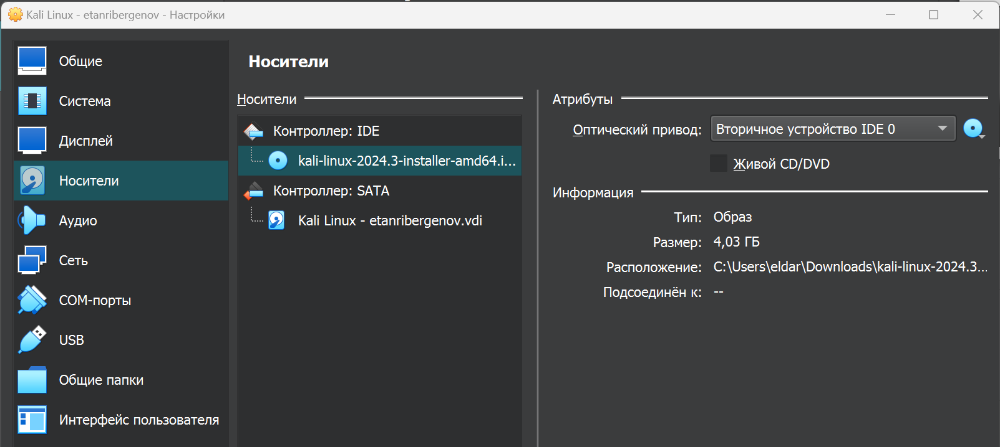 Kali Linux - etanribergenov - Настройки
Общие
Система
Дисплей
Носители
Аудио
Сеть
COM-порты
USB
Общие папки
Интерфейс пользователя
Носители
Носители
Контроллер: IDE
kali-linux-2024.3-installer-amd64.i...
Контроллер: SATA
Kali Linux - etanribergenov.vdi
Атрибуты
Оптический привод: Вторичное устройство IDE 0
Живой CD/DVD
Информация
Тип: Образ
Размер: 4,03 ГБ
Расположение: C:\Users\eldar\Downloads\kali-linux-2024.3...
Подсоединён к: --